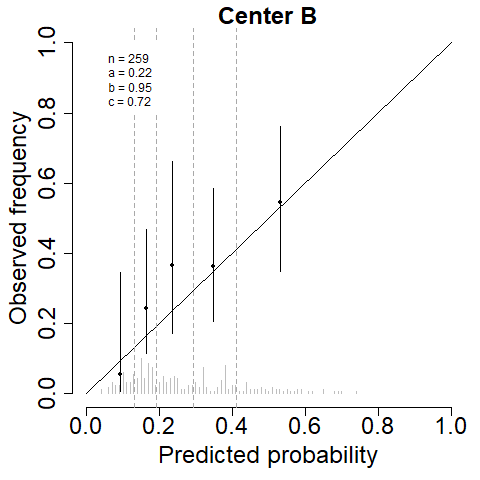 Center B
n = 259
a = 0.22
b = 0.95
c = 0.72
Observed frequency
1.0
0.8
0.6
0.4
0.2
0.0
0.0 0.2 0.4 0.6 0.8 1.0
Predicted probability